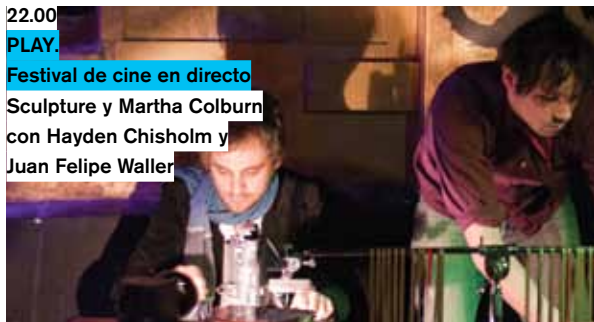 22.00
PLAY.
Festival de cine en directo
Sculpture y Martha Colburn
con Hayden Chisholm y
Juan Felipe Waller